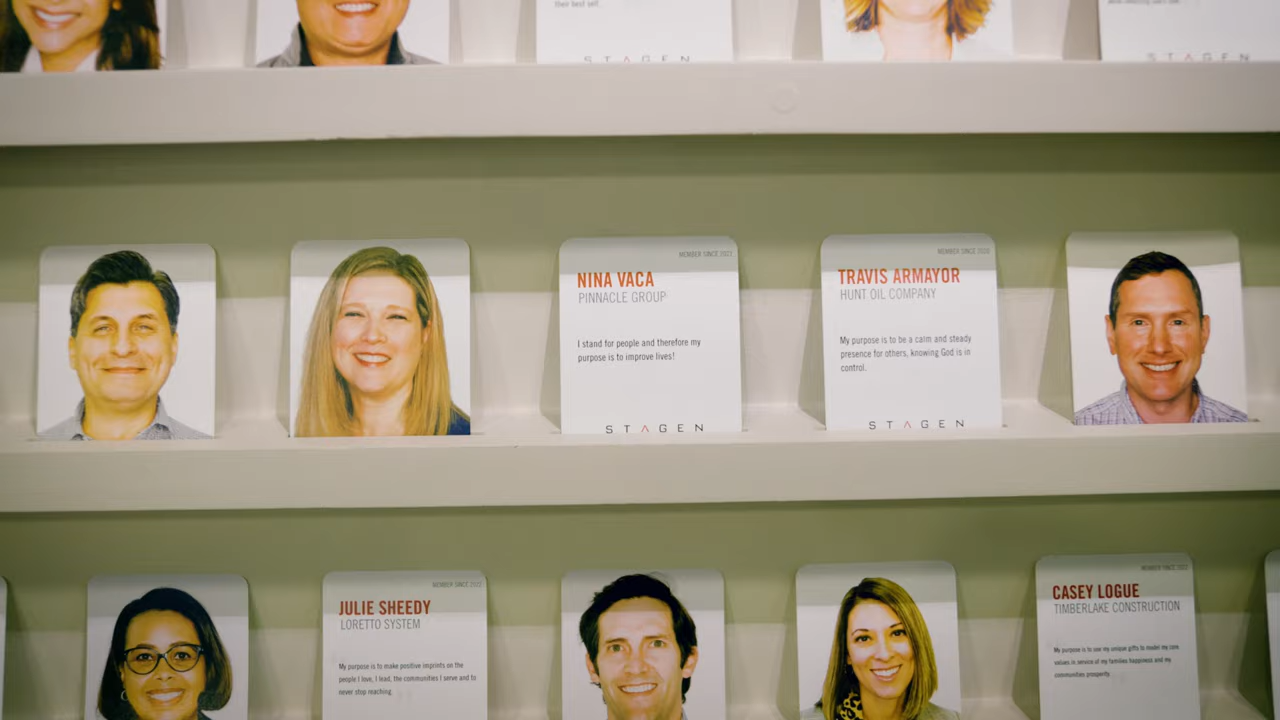 their best self.
STAGEN
STAGEN
MEMBER SINCE 2022
NINA VACA
PINNACLE GROUP
I stand for people and therefore my
purpose is to improve lives!
STAGEN
MEMBER SINCE 2020
TRAVIS ARMAYOR
HUNT OIL COMPANY
My purpose is to be a calm and steady
presence for others, knowing God is in
control.
STAGEN
MEMBER SINCE 2022
JULIE SHEEDY
LORETTO SYSTEM
My purpose is to make positive imprints on the
people I love, I lead, the communities I serve and to
never stop reaching.
MEMBER SINCE 2022
CASEY LOGUE
TIMBERLAKE CONSTRUCTION
My purpose is to use my unique gifts to model my core
values in service of my families happiness and my
communities prosperity.